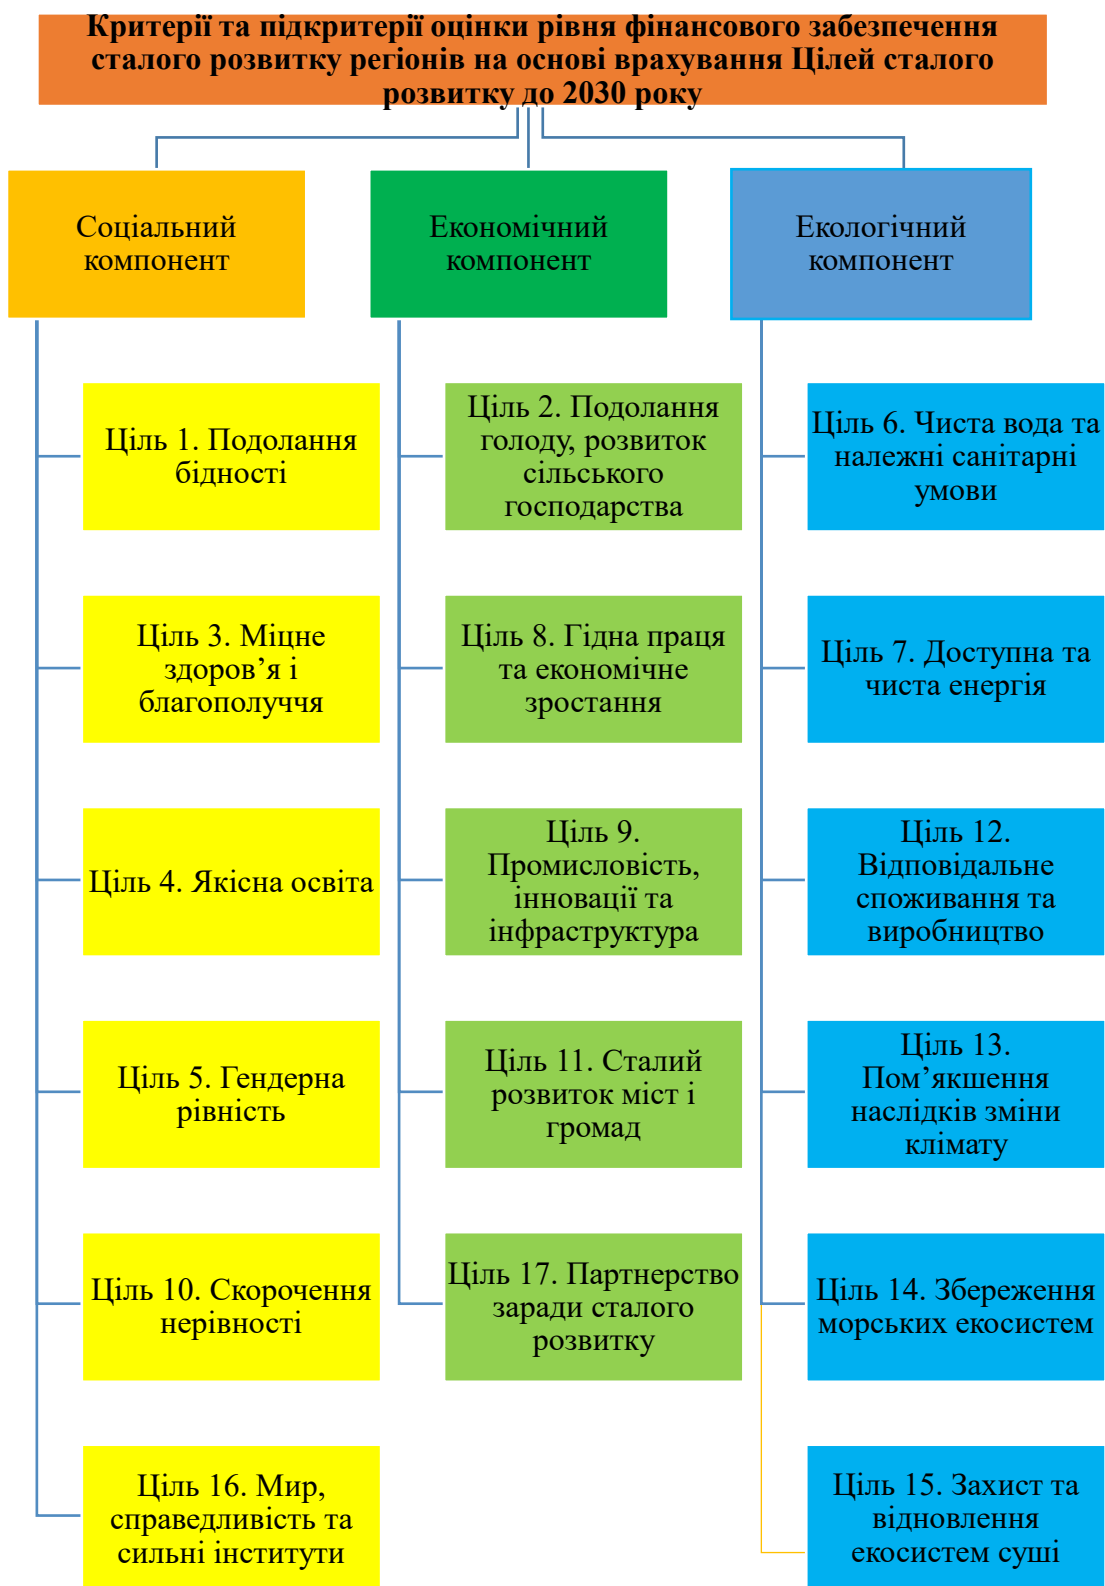 Критерії та підкритерії оцінки рівня фінансового забезпечення
сталого розвитку регіонів на основі врахування Цілей сталого
розвитку до 2030 року
Соціальний
компонент
Економічний
компонент
Екологічний
компонент
Ціль 1. Подолання
бідності
Ціль 2. Подолання
голоду, розвиток
сільського
господарства
Ціль 6. Чиста вода та
належні санітарні
умови
Ціль 3. Міцне
здоров’я і
благополуччя
Ціль 8. Гідна праця
та економічне
зростання
Ціль 7. Доступна та
чиста енергія
Ціль 4. Якісна освіта
Ціль 9.
Промисловість,
інновації та
інфраструктура
Ціль 12.
Відповідальне
споживання та
виробництво
Ціль 5. Гендерна
рівність
Ціль 11. Сталий
розвиток міст і
громад
Ціль 13.
Пом’якшення
наслідків зміни
клімату
Ціль 10. Скорочення
нерівності
Ціль 17. Партнерство
заради сталого
розвитку
Ціль 14. Збереження
морських екосистем
Ціль 16. Мир,
справедливість та
сильні інститути
Ціль 15. Захист та
відновлення
екосистем суші